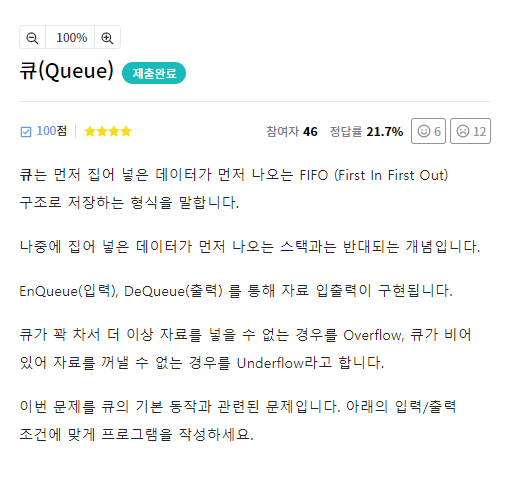 100%
큐(Queue) 제출완료
100점 참여자 46 정답률 21.7% 6 12
큐는 먼저 집어 넣은 데이터가 먼저 나오는 FIFO (First In First Out)
구조로 저장하는 형식을 말합니다.
나중에 집어 넣은 데이터가 먼저 나오는 스택과는 반대되는 개념입니다.
EnQueue(입력), DeQueue(출력) 를 통해 자료 입출력이 구현됩니다.
큐가 꽉 차서 더 이상 자료를 넣을 수 없는 경우를 Overflow, 큐가 비어
있어 자료를 꺼낼 수 없는 경우를 Underflow라고 합니다.
이번 문제를 큐의 기본 동작과 관련된 문제입니다. 아래의 입력/출력
조건에 맞게 프로그램을 작성하세요.